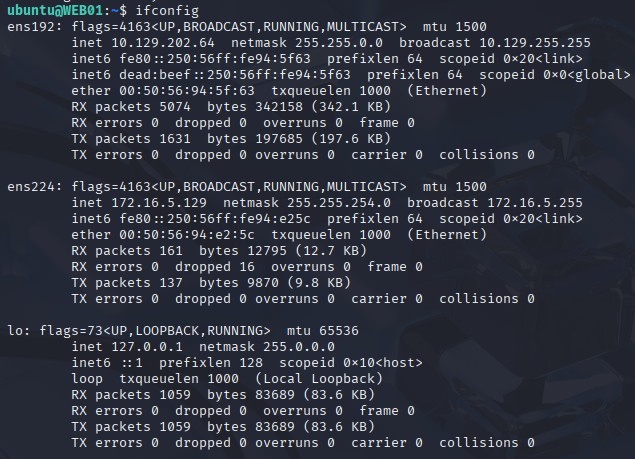 ubuntu@WEB01:~$ ifconfig
ens192: flags=4163<UP,BROADCAST,RUNNING,MULTICAST>  mtu 1500
        inet 10.129.202.64  netmask 255.255.0.0  broadcast 10.129.255.255
        inet6 fe80::250:56ff:fe94:5f63  prefixlen 64  scopeid 0×20<link>
        inet6 dead:beef::250:56ff:fe94:5f63  prefixlen 64  scopeid 0×0<global>
        ether 00:50:56:94:5f:63  txqueuelen 1000  (Ethernet)
        RX packets 5074  bytes 342158 (342.1 KB)
        RX errors 0  dropped 0  overruns 0  frame 0
        TX packets 1631  bytes 197685 (197.6 KB)
        TX errors 0  dropped 0 overruns 0  carrier 0  collisions 0

ens224: flags=4163<UP,BROADCAST,RUNNING,MULTICAST>  mtu 1500
        inet 172.16.5.129  netmask 255.255.254.0  broadcast 172.16.5.255
        inet6 fe80::250:56ff:fe94:e25c  prefixlen 64  scopeid 0×20<link>
        ether 00:50:56:94:e2:5c  txqueuelen 1000  (Ethernet)
        RX packets 161  bytes 12795 (12.7 KB)
        RX errors 0  dropped 16  overruns 0  frame 0
        TX packets 137  bytes 9870 (9.8 KB)
        TX errors 0  dropped 0 overruns 0  carrier 0  collisions 0

lo: flags=73<UP,LOOPBACK,RUNNING>  mtu 65536
        inet 127.0.0.1  netmask 255.0.0.0
        inet6 ::1  prefixlen 128  scopeid 0×10<host>
        loop  txqueuelen 1000  (Local Loopback)
        RX packets 1059  bytes 83689 (83.6 KB)
        RX errors 0  dropped 0  overruns 0  frame 0
        TX packets 1059  bytes 83689 (83.6 KB)
        TX errors 0  dropped 0 overruns 0  carrier 0  collisions 0